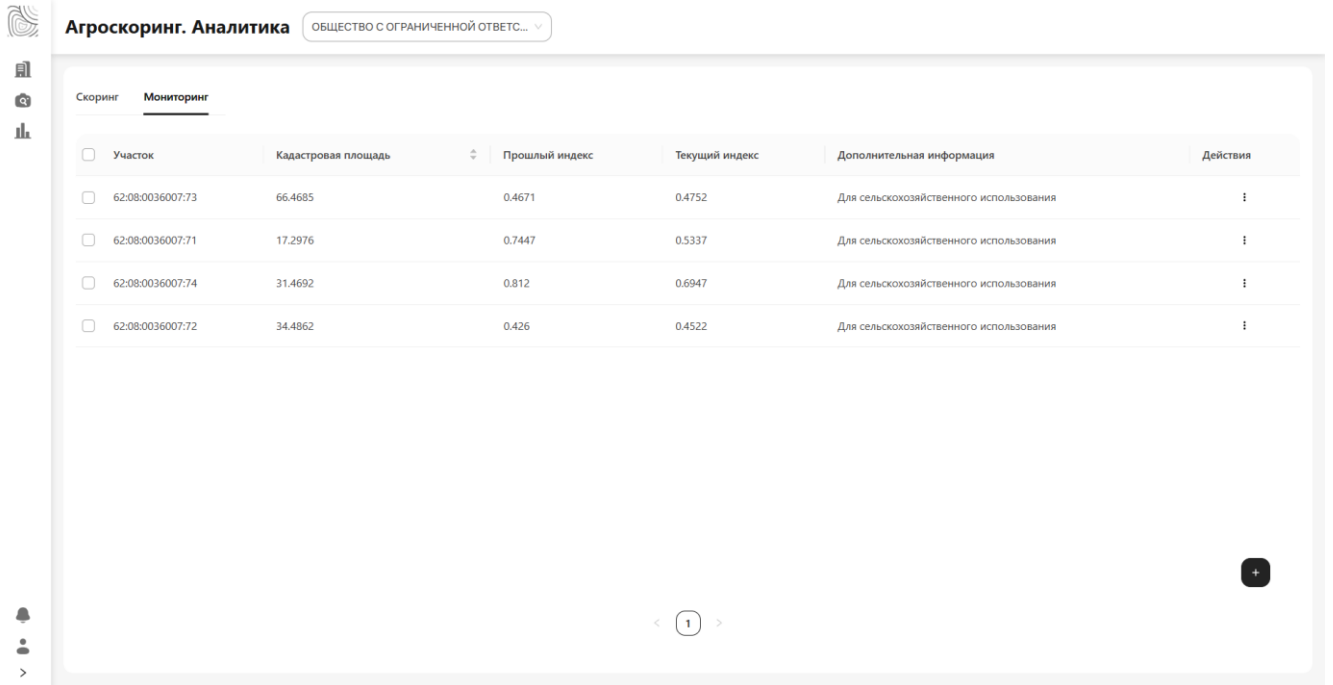 Агроскоринг. Аналитика ОБЩЕСТВО С ОГРАНИЧЕННОЙ ОТВЕТС...
Скоринг Мониторинг
Участок Кадастровая площадь Прошлый индекс Текущий индекс Дополнительная информация Действия
62:08:0036007:73 66.4685 0.4671 0.4752 Для сельскохозяйственного использования
62:08:0036007:71 17.2976 0.7447 0.5337 Для сельскохозяйственного использования
62:08:0036007:74 31.4692 0.812 0.6947 Для сельскохозяйственного использования
62:08:0036007:72 34.4862 0.426 0.4522 Для сельскохозяйственного использования
+
< 1 >